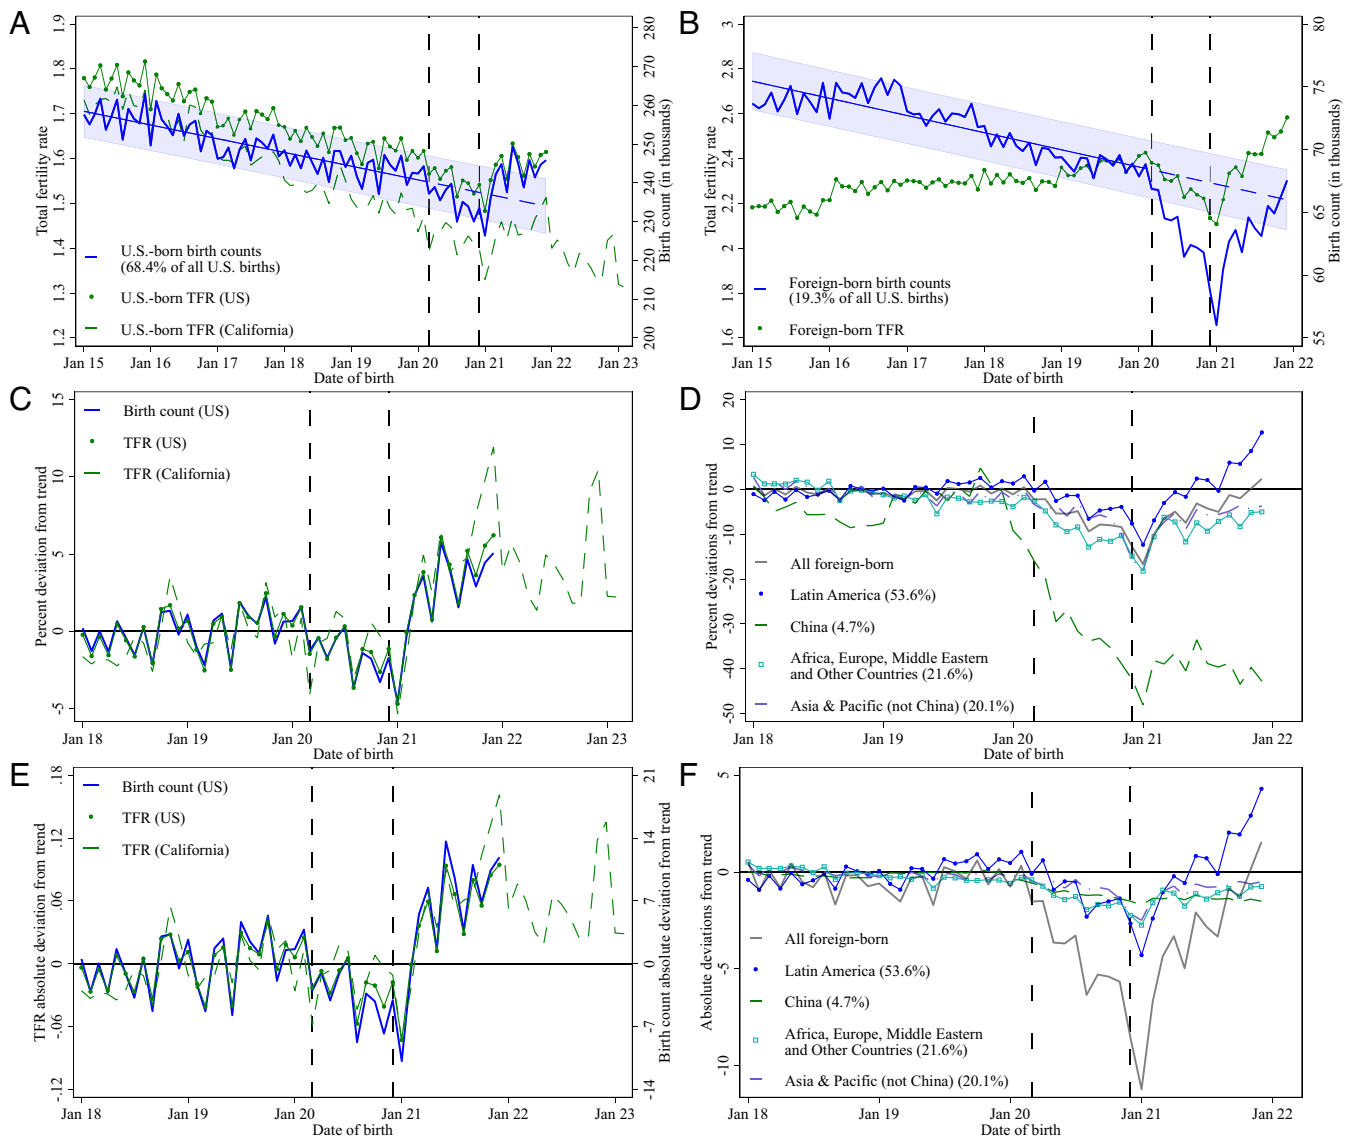 A
Total fertility rate
1.2 1.3 1.4 1.5 1.6 1.7 1.8 1.9
Birth count (in thousands)
200 210 220 230 240 250 260 270 280
U.S.-born birth counts
(68.4% of all U.S. births)
U.S.-born TFR (US)
U.S.-born TFR (California)
Jan 15 Jan 16 Jan 17 Jan 18 Jan 19 Jan 20 Jan 21 Jan 22 Jan 23
Date of birth
B
Total fertility rate
1.6 1.8 2 2.2 2.4 2.6 2.8 3
Birth count (in thousands)
55 60 65 70 75 80
Foreign-born birth counts
(19.3% of all U.S. births)
Foreign-born TFR
Jan 15 Jan 16 Jan 17 Jan 18 Jan 19 Jan 20 Jan 21 Jan 22
Date of birth
C
Percent deviation from trend
-5 0 5 10 15
Birth count (US)
TFR (US)
TFR (California)
Jan 18 Jan 19 Jan 20 Jan 21 Jan 22 Jan 23
Date of birth
D
Percent deviations from trend
-50 -40 -30 -20 -10 0 10 20
All foreign-born
Latin America (53.6%)
China (4.7%)
Africa, Europe, Middle Eastern
and Other Countries (21.6%)
Asia & Pacific (not China) (20.1%)
Jan 18 Jan 19 Jan 20 Jan 21 Jan 22
Date of birth
E
TFR absolute deviation from trend
-.12 -.06 0 .06 .12 .18
Birth count absolute deviation from trend
-14 -7 0 7 14 21
Birth count (US)
TFR (US)
TFR (California)
Jan 18 Jan 19 Jan 20 Jan 21 Jan 22 Jan 23
Date of birth
F
Absolute deviations from trend
-10 -5 0 5
All foreign-born
Latin America (53.6%)
China (4.7%)
Africa, Europe, Middle Eastern
and Other Countries (21.6%)
Asia & Pacific (not China) (20.1%)
Jan 18 Jan 19 Jan 20 Jan 21 Jan 22
Date of birth